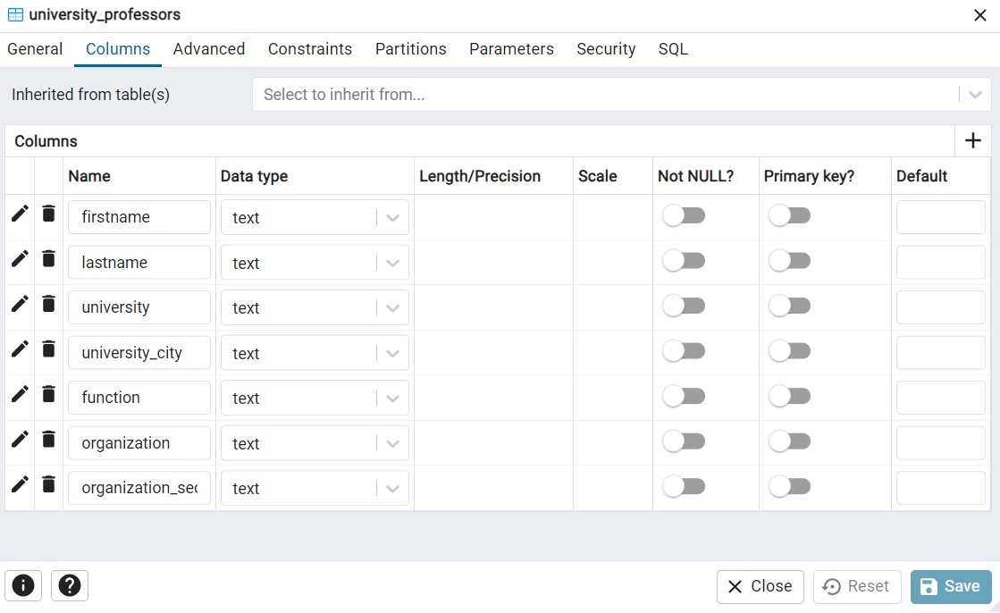 university_professors
General Columns Advanced Constraints Partitions Parameters Security SQL
Inherited from table(s) Select to inherit from...
Columns
Name Data type Length/Precision Scale Not NULL? Primary key? Default
firstname text
lastname text
university text
university_city text
function text
organization text
organization_sec text
Close Reset Save